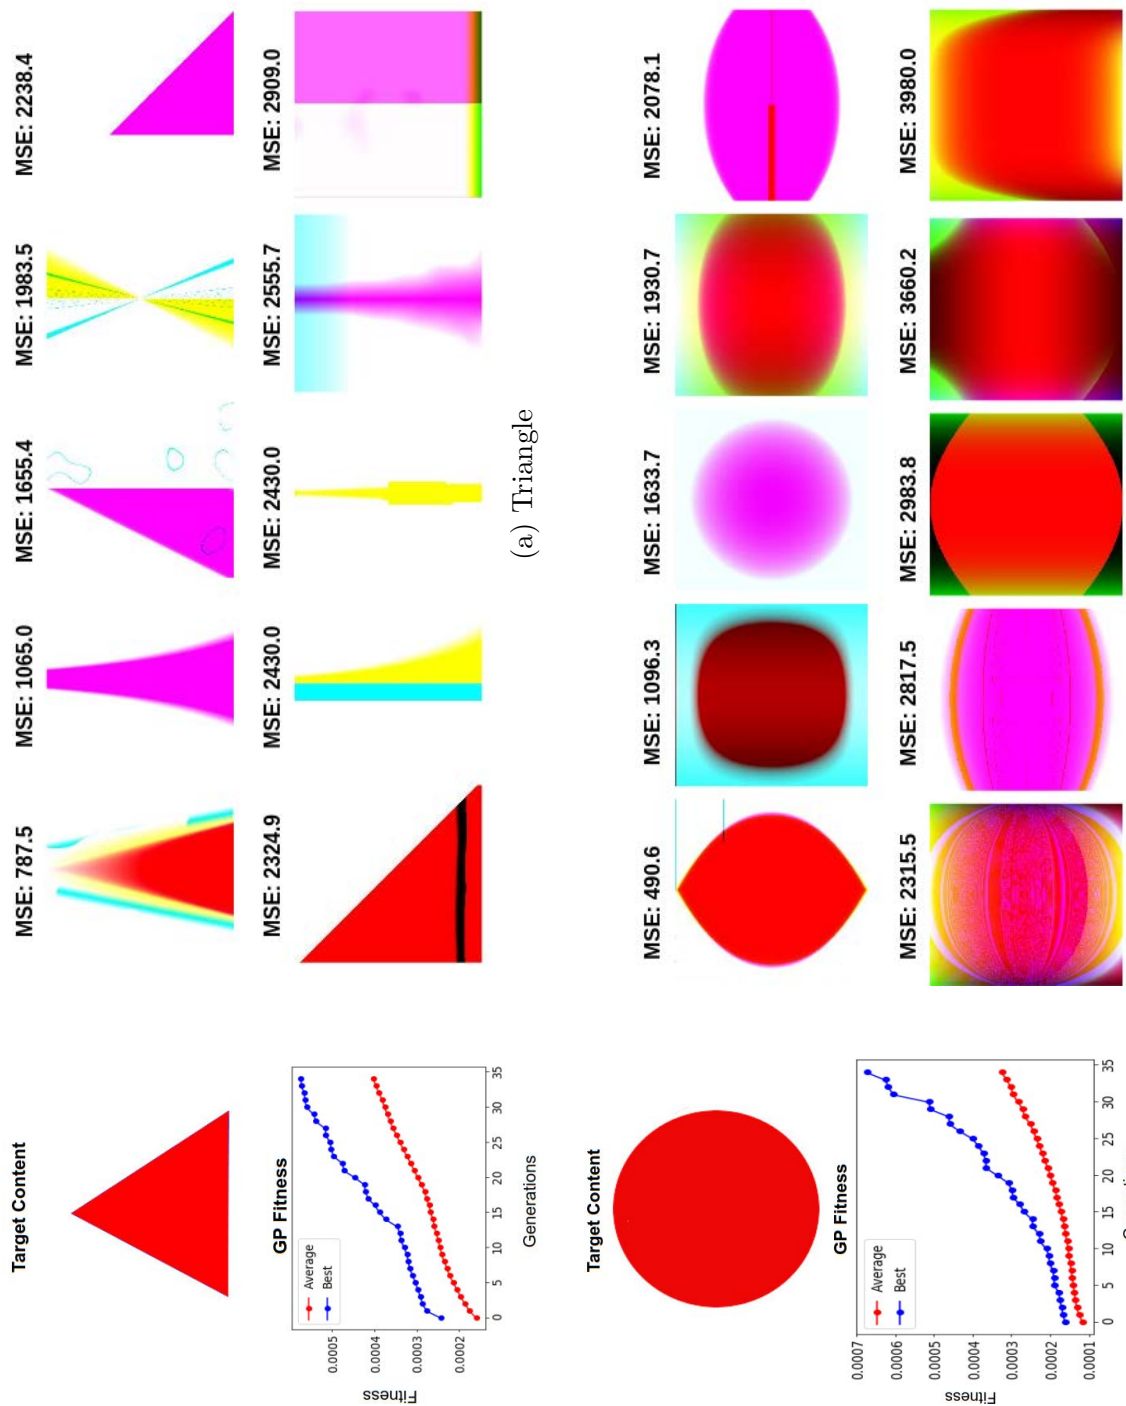 Target Content
MSE: 787.5
MSE: 1065.0
MSE: 1655.4
MSE: 1983.5
MSE: 2238.4
GP Fitness
Average
Best
Fitness
0.0005
0.0004
0.0003
0.0002
0 5 10 15 20 25 30 35
Generations
MSE: 2324.9
MSE: 2430.0
MSE: 2430.0
MSE: 2555.7
MSE: 2909.0
(a) Triangle
Target Content
MSE: 490.6
MSE: 1096.3
MSE: 1633.7
MSE: 1930.7
MSE: 2078.1
GP Fitness
Average
Best
Fitness
0.0007
0.0006
0.0005
0.0004
0.0003
0.0002
0.0001
0 5 10 15 20 25 30 35
MSE: 2315.5
MSE: 2817.5
MSE: 2983.8
MSE: 3660.2
MSE: 3980.0